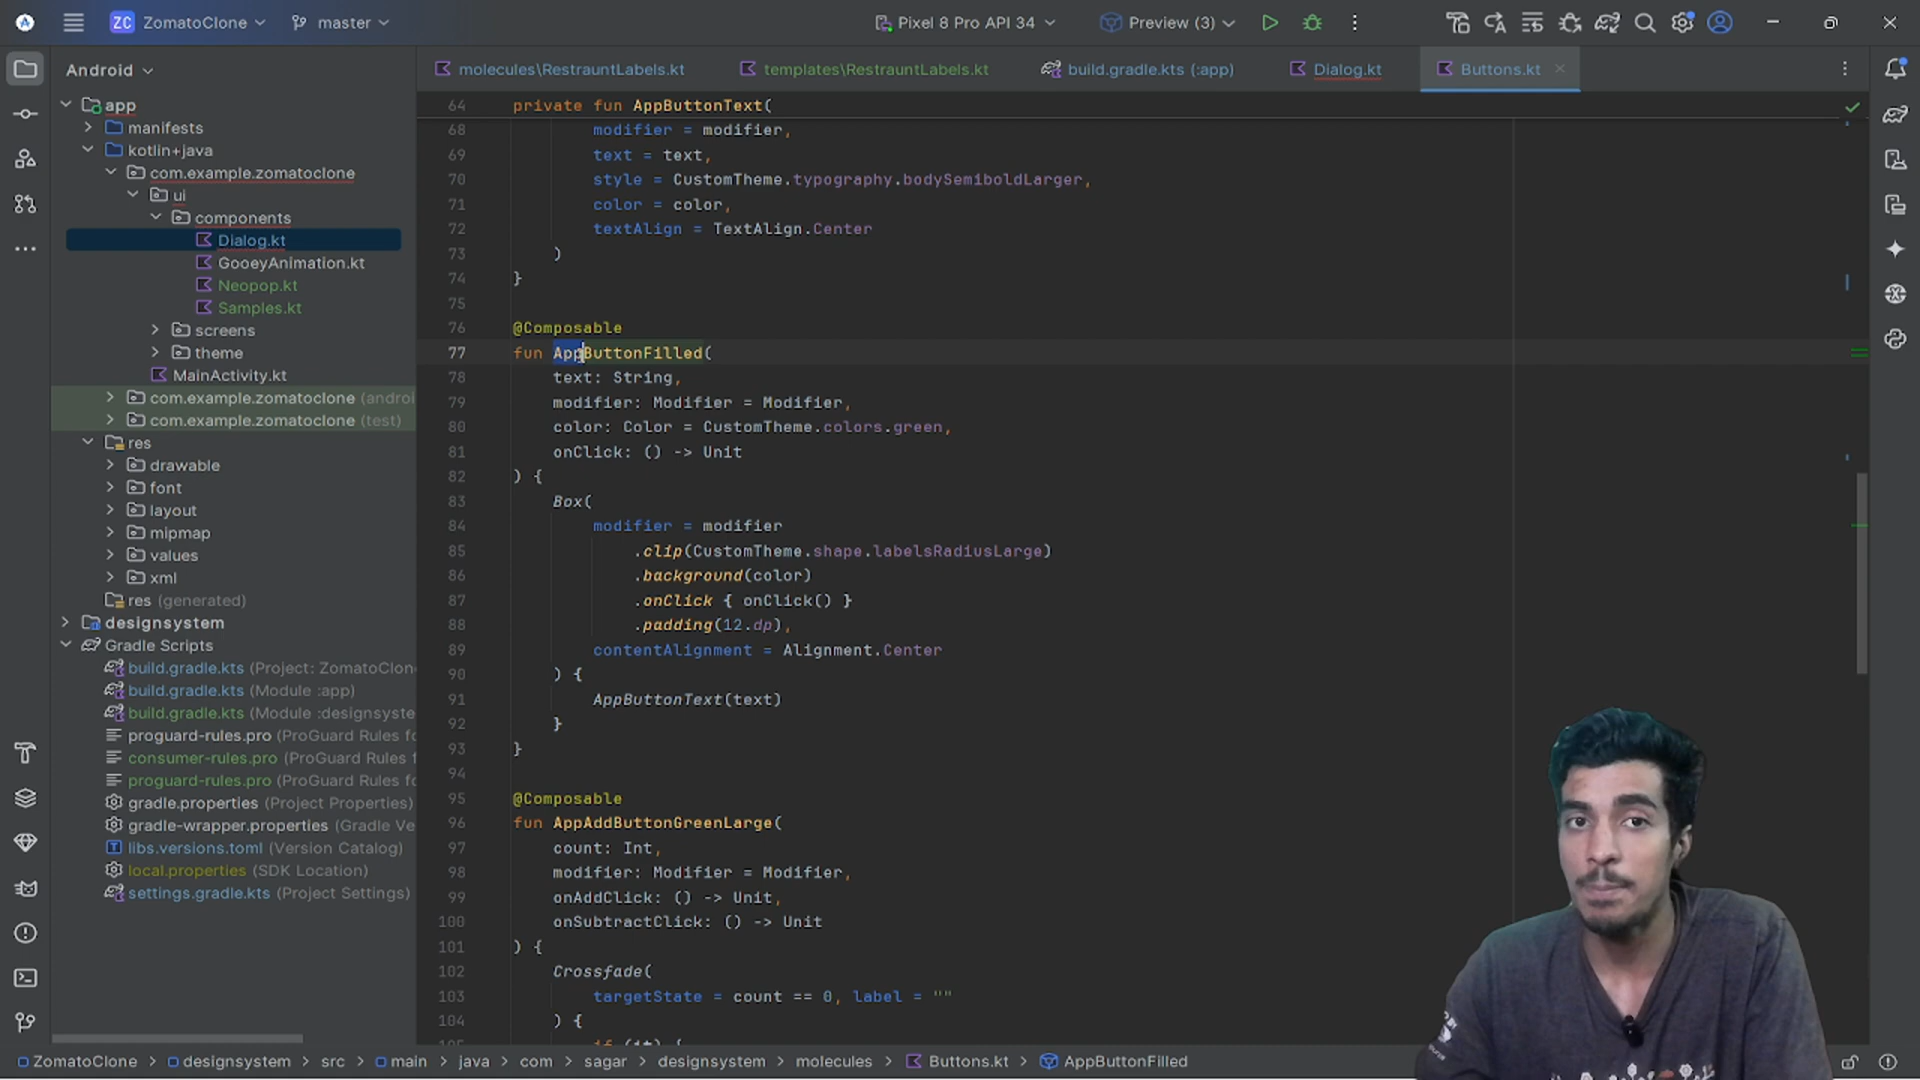 ZC ZomatoClone master Pixel 8 Pro API 34 Preview (3)
Android
app
manifests
kotlin+java
com.example.zomatoclone
ui
components
Dialog.kt
GooeyAnimation.kt
Neopop.kt
Samples.kt
screens
theme
MainActivity.kt
com.example.zomatoclone (androi
com.example.zomatoclone (test)
res
drawable
font
layout
mipmap
values
xml
res (generated)
designsystem
Gradle Scripts
build.gradle.kts (Project: ZomatoClon
build.gradle.kts (Module :app)
build.gradle.kts (Module :designsyste
proguard-rules.pro (ProGuard Rules fo
consumer-rules.pro (ProGuard Rules f
proguard-rules.pro (ProGuard Rules fo
gradle.properties (Project Properties)
gradle-wrapper.properties (Gradle Ve
libs.versions.toml (Version Catalog)
local.properties (SDK Location)
settings.gradle.kts (Project Settings)
molecules\RestrauntLabels.kt templates\RestrauntLabels.kt build.gradle.kts (:app) Dialog.kt Buttons.kt
64 private fun AppButtonText(
68 modifier = modifier,
69 text = text,
70 style = CustomTheme.typography.bodySemiboldLarger,
71 color = color,
72 textAlign = TextAlign.Center
73 )
74 }
75
76 @Composable
77 fun AppButtonFilled(
78 text: String,
79 modifier: Modifier = Modifier,
80 color: Color = CustomTheme.colors.green,
81 onClick: () -> Unit
82 ) {
83 Box(
84 modifier = modifier
85 .clip(CustomTheme.shape.labelsRadiusLarge)
86 .background(color)
87 .onClick { onClick() }
88 .padding(12.dp),
89 contentAlignment = Alignment.Center
90 ) {
91 AppButtonText(text)
92 }
93 }
94
95 @Composable
96 fun AppAddButtonGreenLarge(
97 count: Int,
98 modifier: Modifier = Modifier,
99 onAddClick: () -> Unit,
100 onSubtractClick: () -> Unit
101 ) {
102 Crossfade(
103 targetState = count == 0, label = ""
104 ) {
105 if (it) {
ZomatoClone > designsystem > src > main > java > com > sagar > designsystem > molecules > Buttons.kt > AppButtonFilled